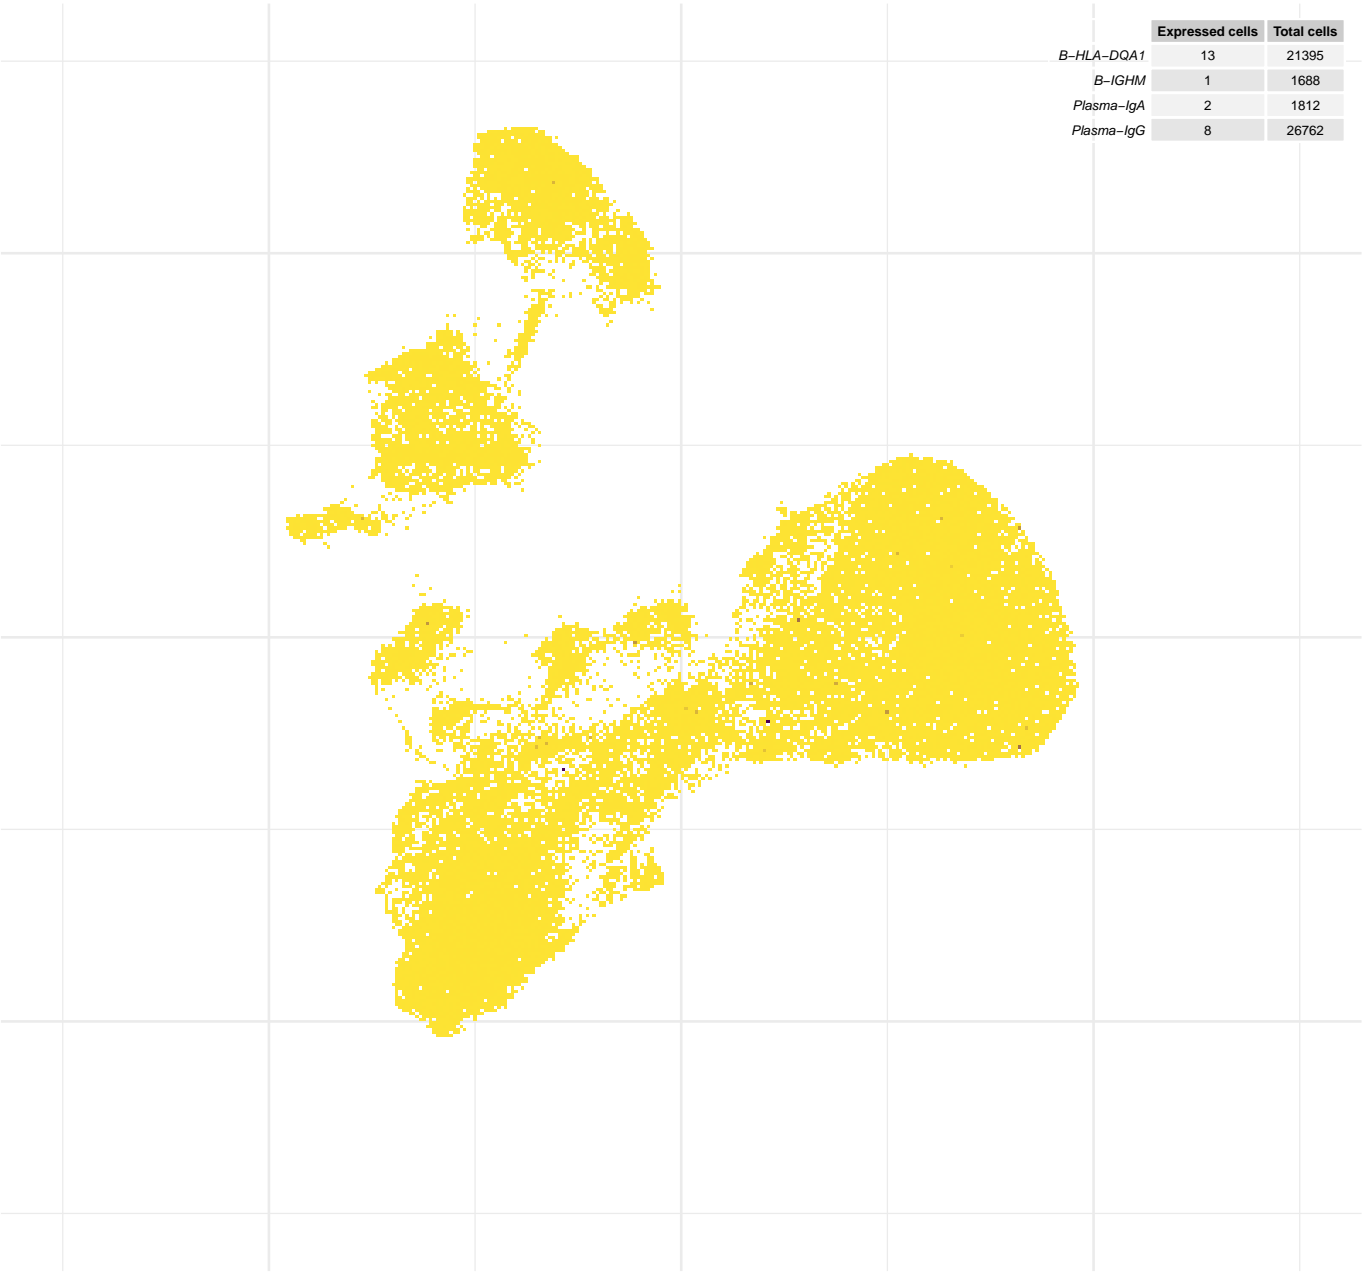 Expressed cells Total cells
B−HLA−DQA1 13 21395
B−IGHM 1 1688
Plasma−IgA 2 1812
Plasma−IgG 8 26762